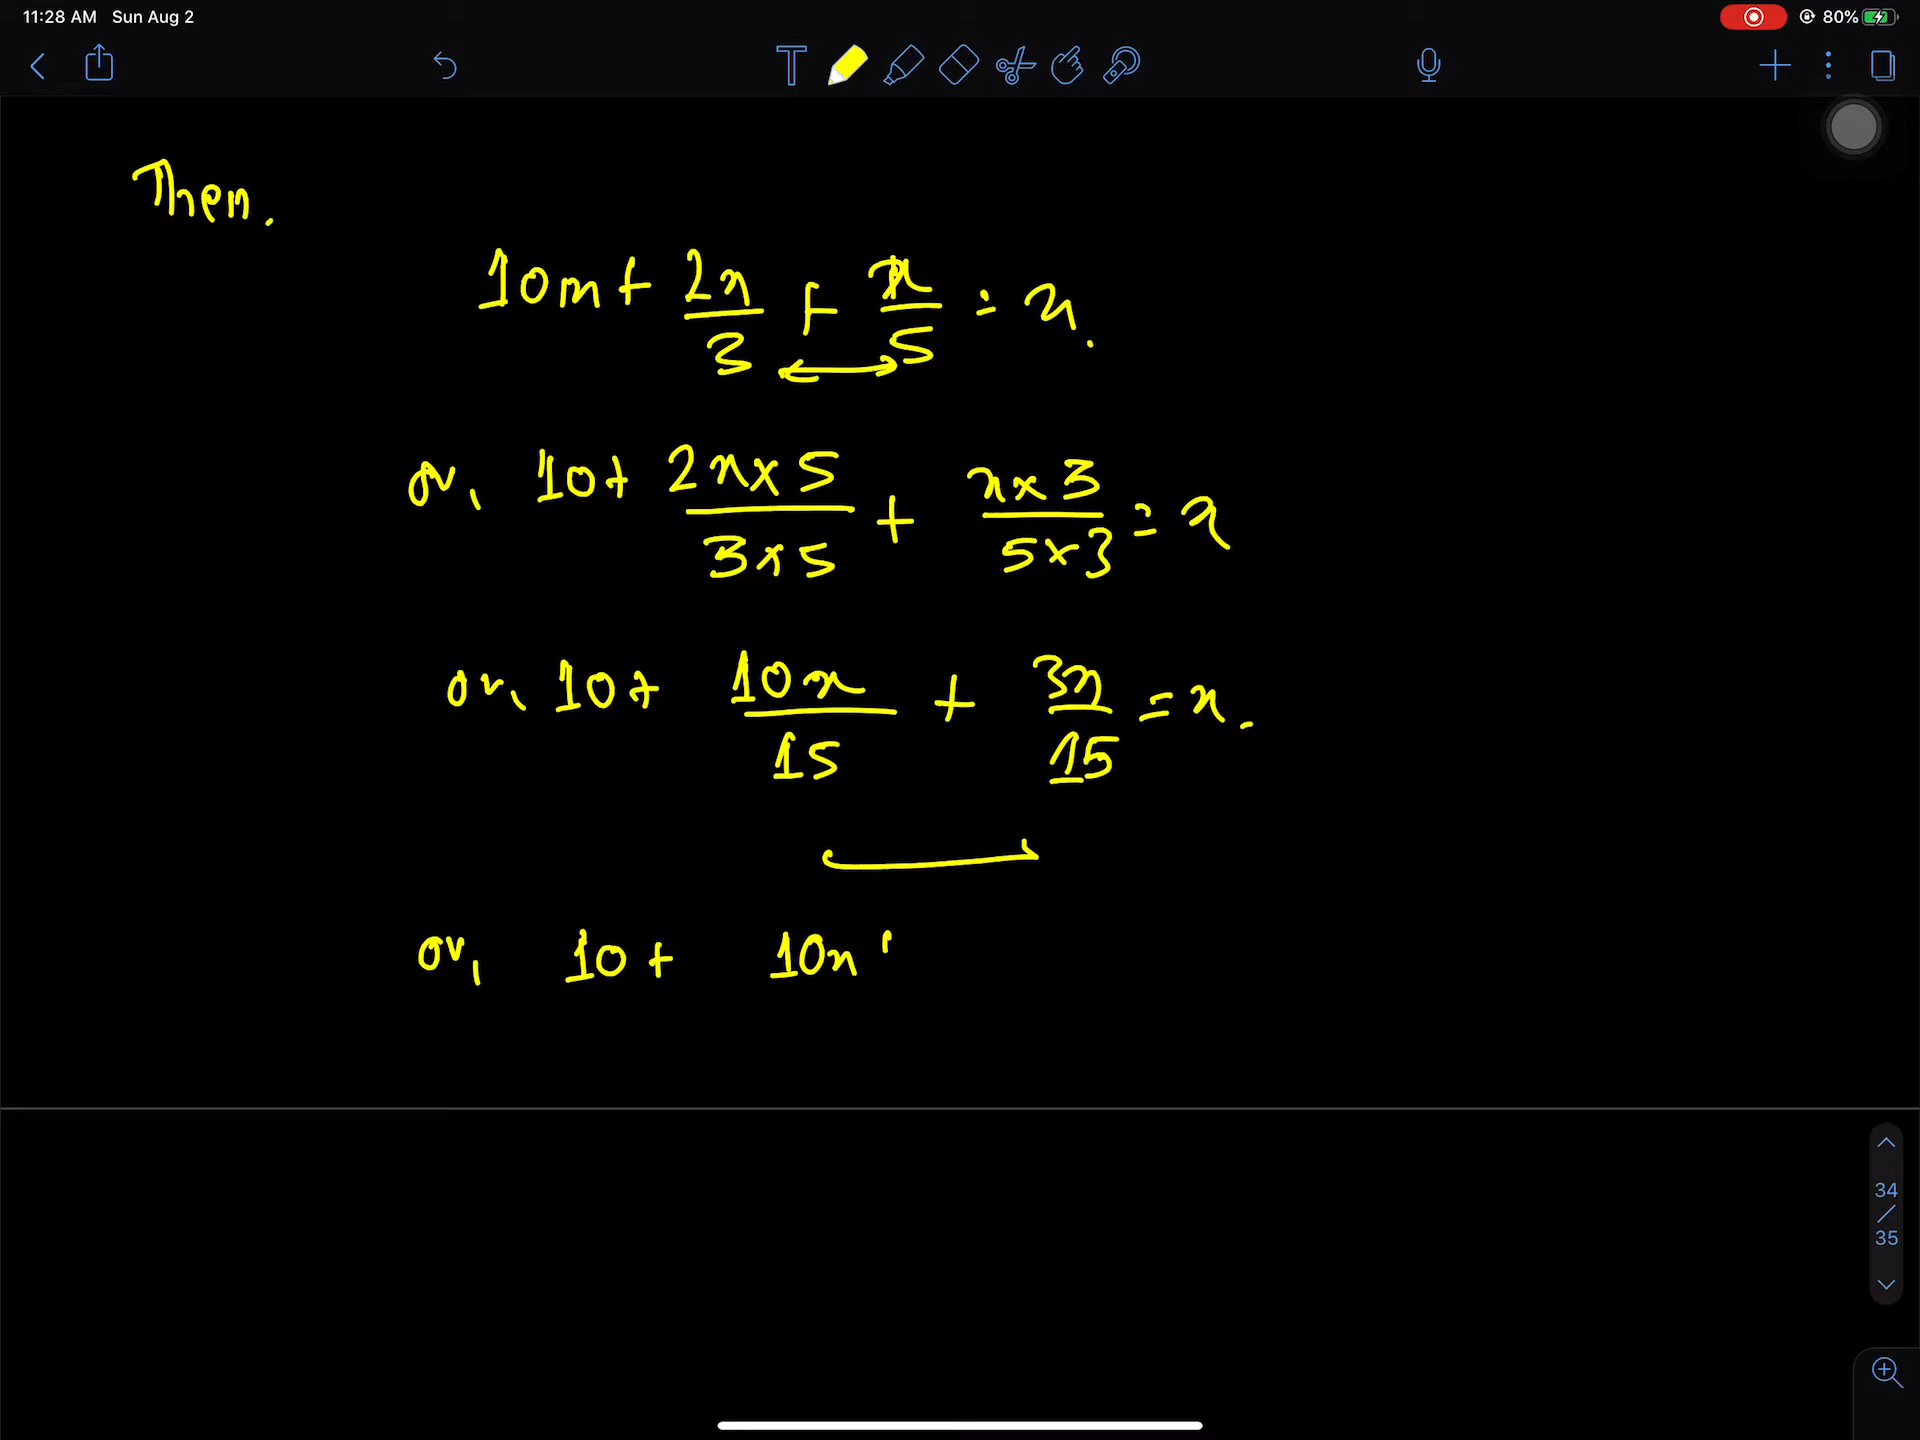 11:28 AM Sun Aug 2 80%
Then.
10m + 2x/3 + x/5 = x.
or, 10 + 2x × 5/3 × 5 + x × 3/5 × 3 = x
or, 10 + 10x/15 + 3x/15 = x.
or, 10 + 10x
34
/
35